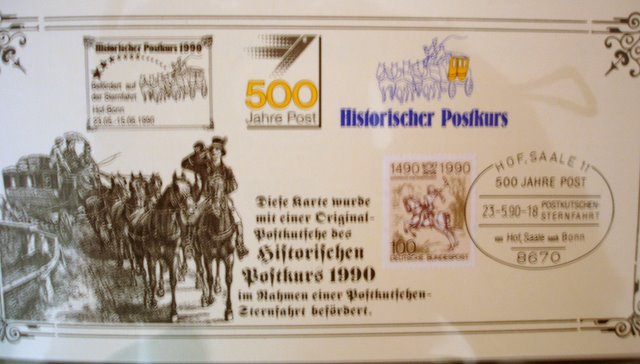 Historischer Postkurs 1990
Befördert auf
der Sternfahrt
Hof-Bonn
23.05.-15.06.1990
500
Jahre Post
Historischer Postkurs
Diese Karte wurde
mit einer Original-
Postkutsche des
Historischen
Postkurs 1990
im Rahmen einer Postkutschen-
Sternfahrt befördert.
1490 1990
100
DEUTSCHE BUNDESPOST
HOF, SAALE 11
500 JAHRE POST
23-5.90-18
POSTKUTSCHEN-
STERNFAHRT
Hof, Saale nach Bonn
8670